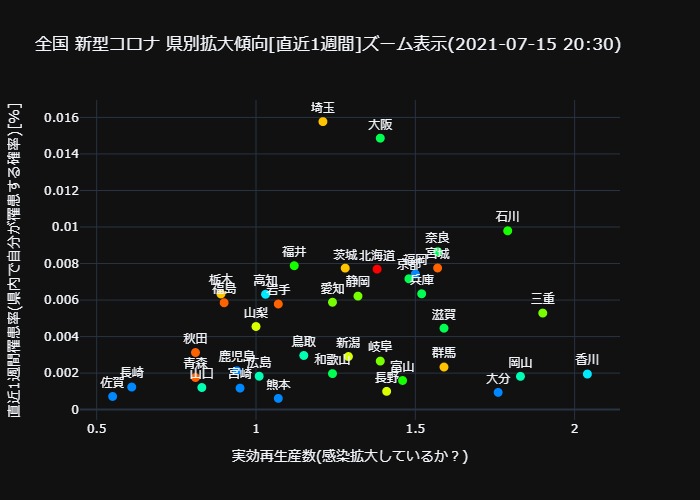 全国 新型コロナ 県別拡大傾向[直近1週間]ズーム表示(2021-07-15 20:30)
直近1週間罹患率(県内で自分が罹患する確率)[%]
0.016
0.014
0.012
0.01
0.008
0.006
0.004
0.002
0
埼玉
大阪
石川
奈良
宮城
福岡
京都
兵庫
福井
茨城
北海道
静岡
愛知
栃木
福島
高知
岩手
山梨
三重
滋賀
秋田
鳥取
新潟
岐阜
群馬
青森
山口
鹿児島
宮崎
広島
和歌山
富山
長野
岡山
香川
大分
長崎
佐賀
熊本
0.5
1
1.5
2
実効再生産数(感染拡大しているか？)